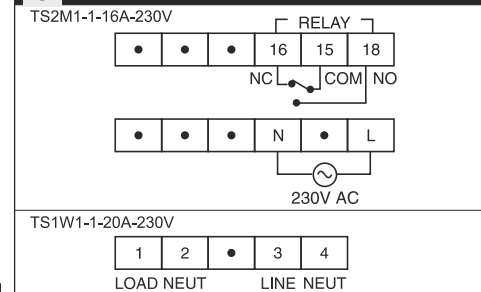 TS2M1-1-16A-230V
RELAY
16 15 18
NC COM NO
N L
230V AC
TS1W1-1-20A-230V
1 2 3 4
LOAD NEUT LINE NEUT